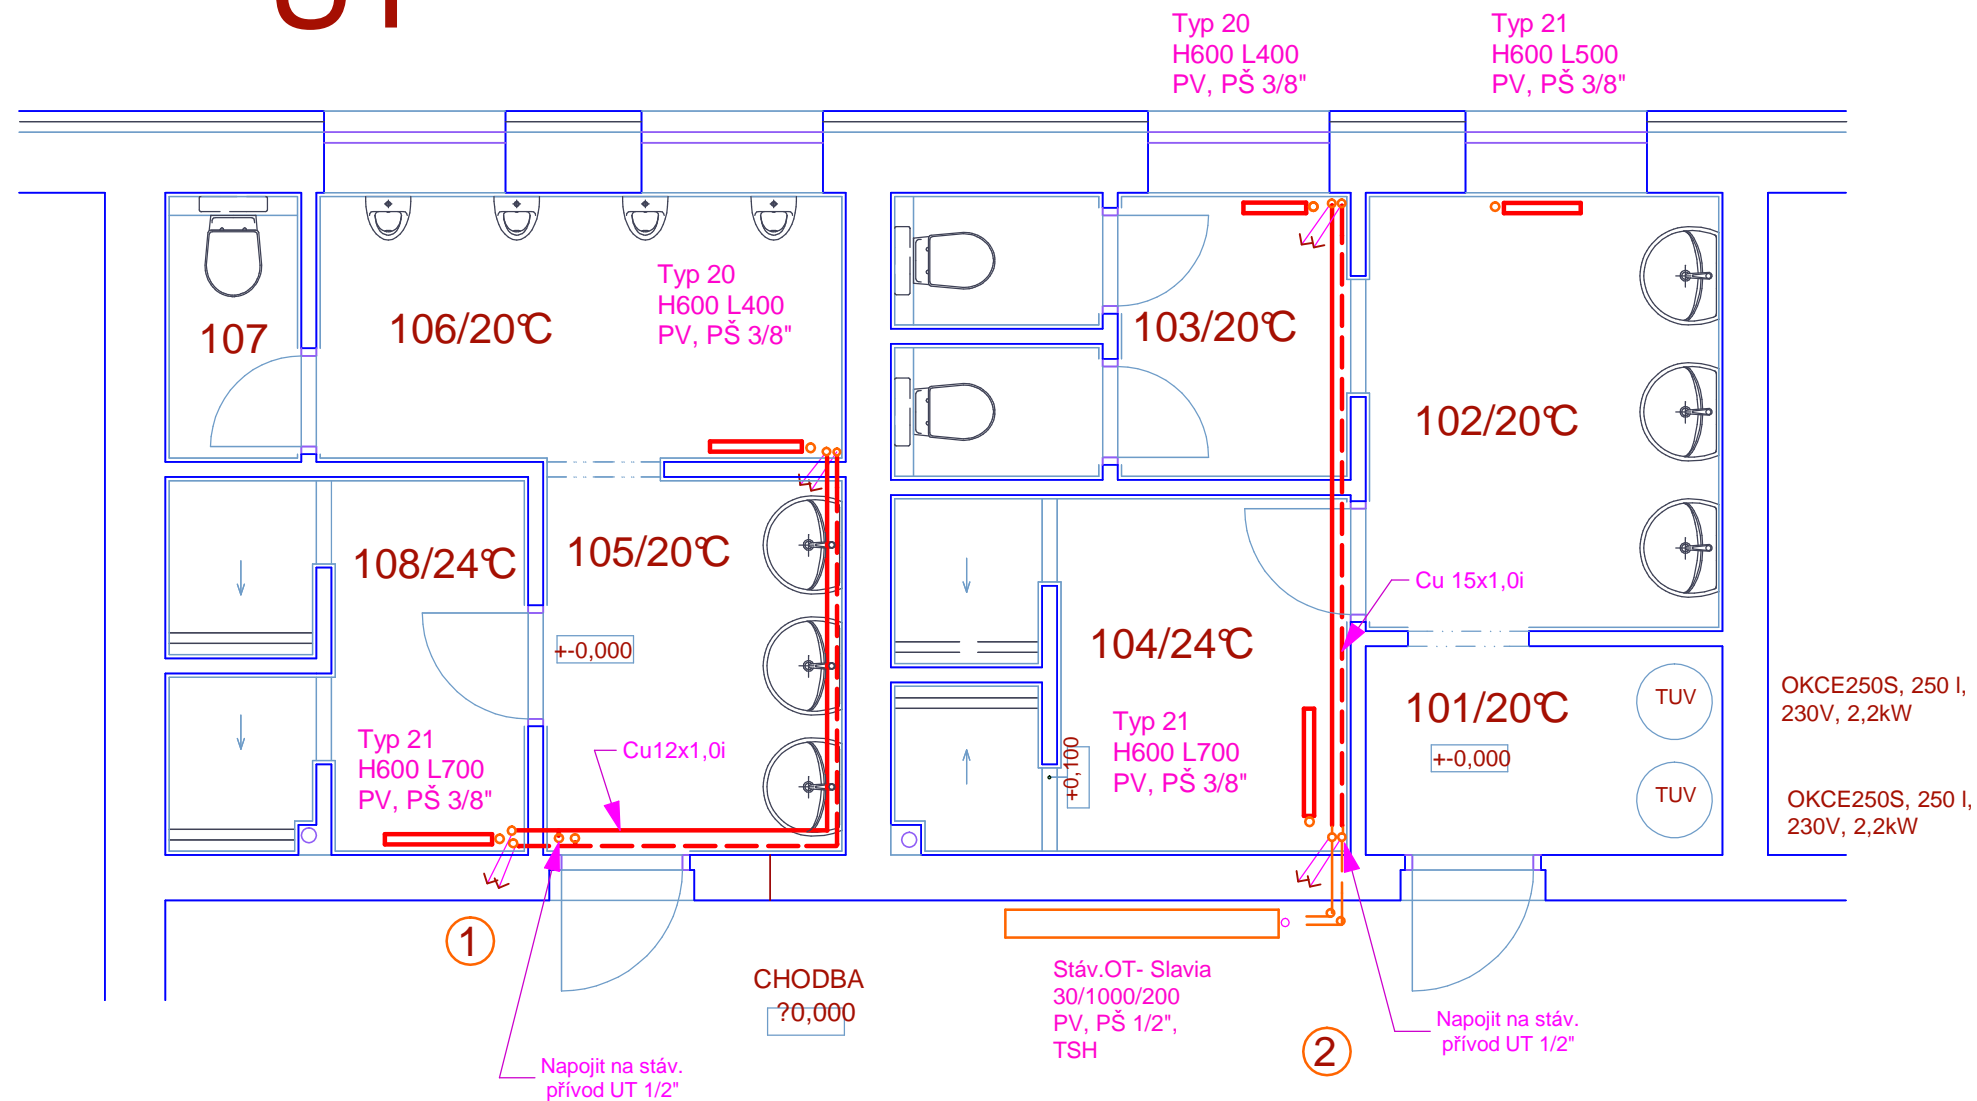 UT
Typ 20
H600 L400
PV, PŠ 3/8"
Typ 21
H600 L500
PV, PŠ 3/8"
107
106/20°C
Typ 20
H600 L400
PV, PŠ 3/8"
103/20°C
102/20°C
108/24°C
105/20°C
+-0,000
Cu 15x1,0i
104/24°C
101/20°C
+-0,000
TUV
OKCE250S, 250 l,
230V, 2,2kW
TUV
OKCE250S, 250 l,
230V, 2,2kW
Typ 21
H600 L700
PV, PŠ 3/8"
Cu12x1,0i
+0,100
Typ 21
H600 L700
PV, PŠ 3/8"
1
CHODBA
?0,000
Stáv.OT- Slavia
30/1000/200
PV, PŠ 1/2",
TSH
2
Napojit na stáv.
přívod UT 1/2"
Napojit na stáv.
přívod UT 1/2"